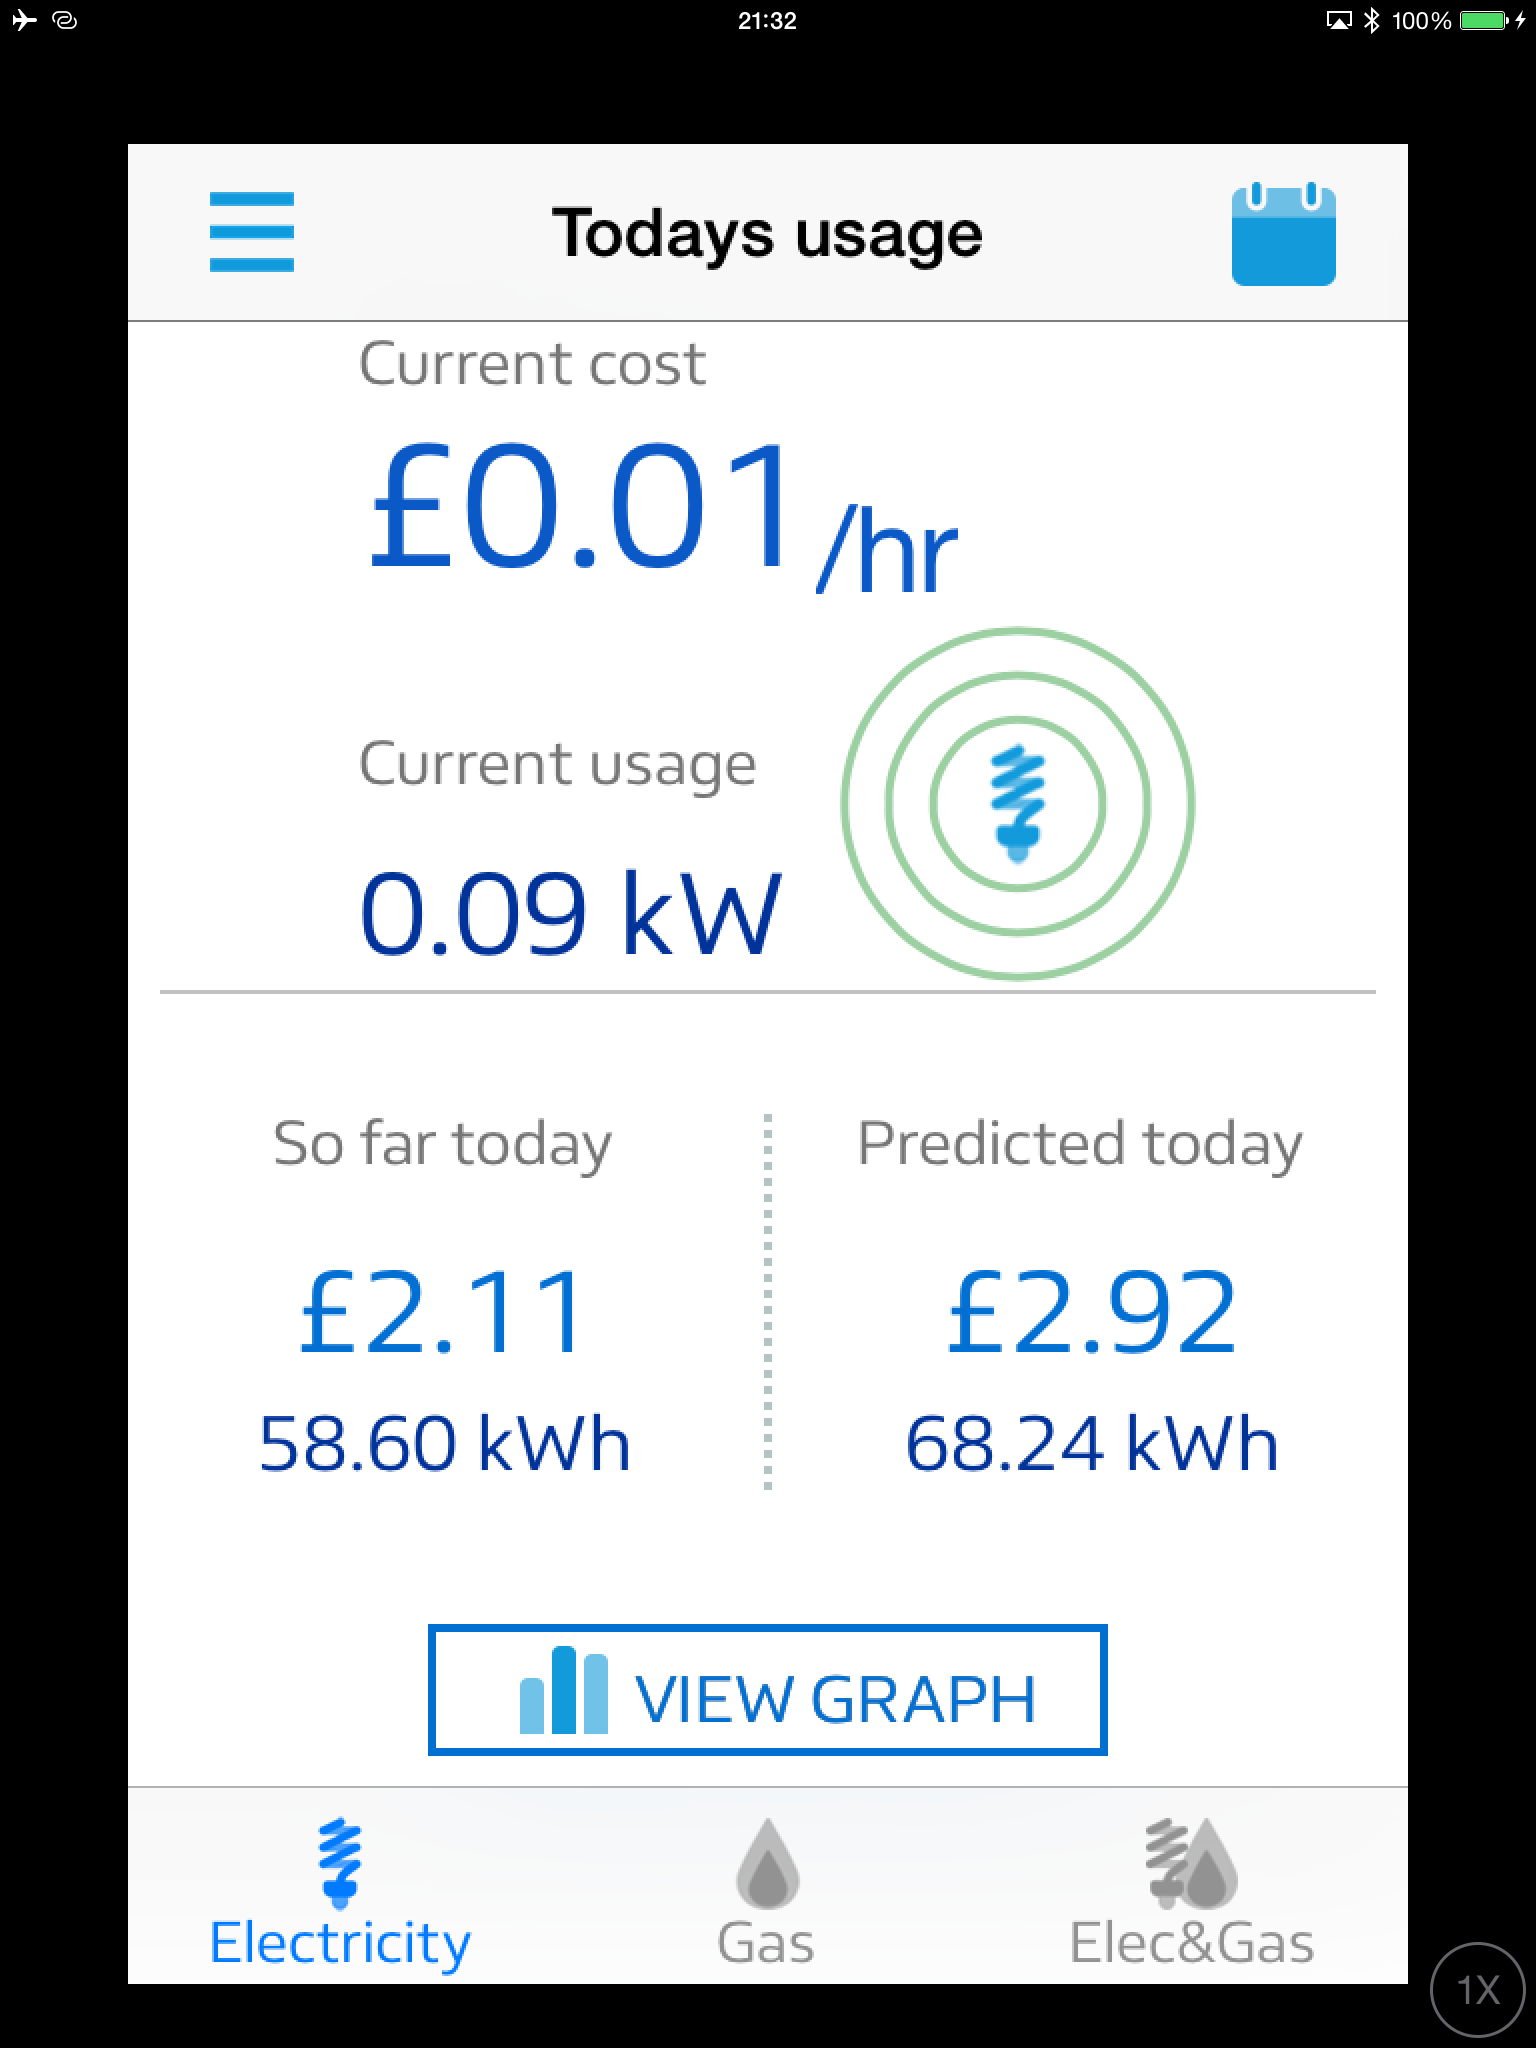 21:32
100%
Todays usage
Current cost
£0.01/hr
Current usage
0.09 kW
So far today
Predicted today
£2.11
£2.92
58.60 kWh
68.24 kWh
VIEW GRAPH
Electricity
Gas
Elec&Gas
1X